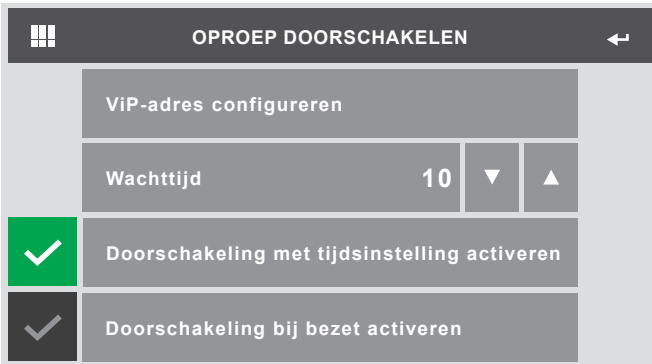 OPROEP DOORSCHAKELEN
ViP-adres configureren
Wachttijd 10
Doorschakeling met tijdsinstelling activeren
Doorschakeling bij bezet activeren